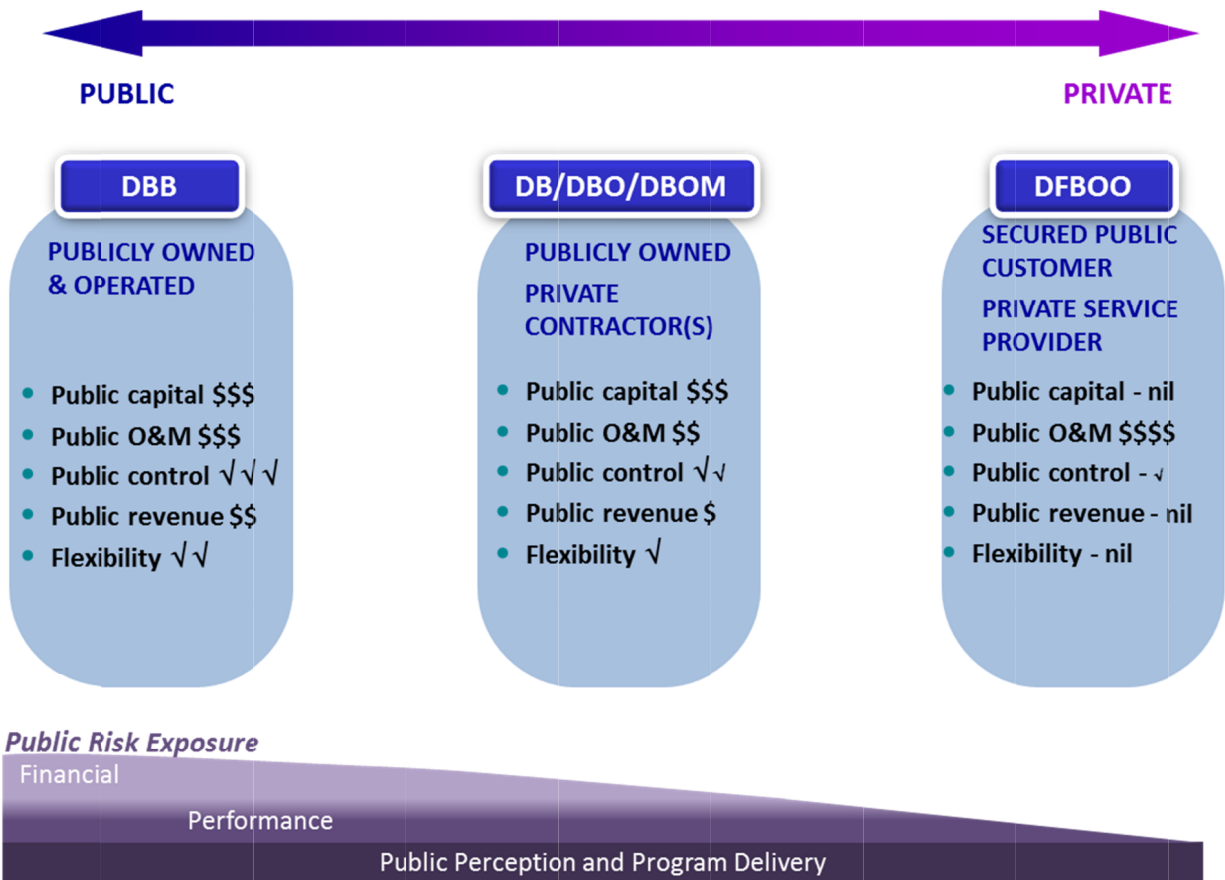 PUBLIC
PRIVATE
DBB
PUBLICLY OWNED
& OPERATED
• Public capital $$$
• Public O&M $$$
• Public control √ √ √
• Public revenue $$
• Flexibility √ √
DB/DBO/DBOM
PUBLICLY OWNED
PRIVATE
CONTRACTOR(S)
• Public capital $$$
• Public O&M $$
• Public control √ √
• Public revenue $
• Flexibility √
DFBOO
SECURED PUBLIC
CUSTOMER
PRIVATE SERVICE
PROVIDER
• Public capital - nil
• Public O&M $$$$
• Public control - √
• Public revenue - nil
• Flexibility - nil
Public Risk Exposure
Financial
Performance
Public Perception and Program Delivery